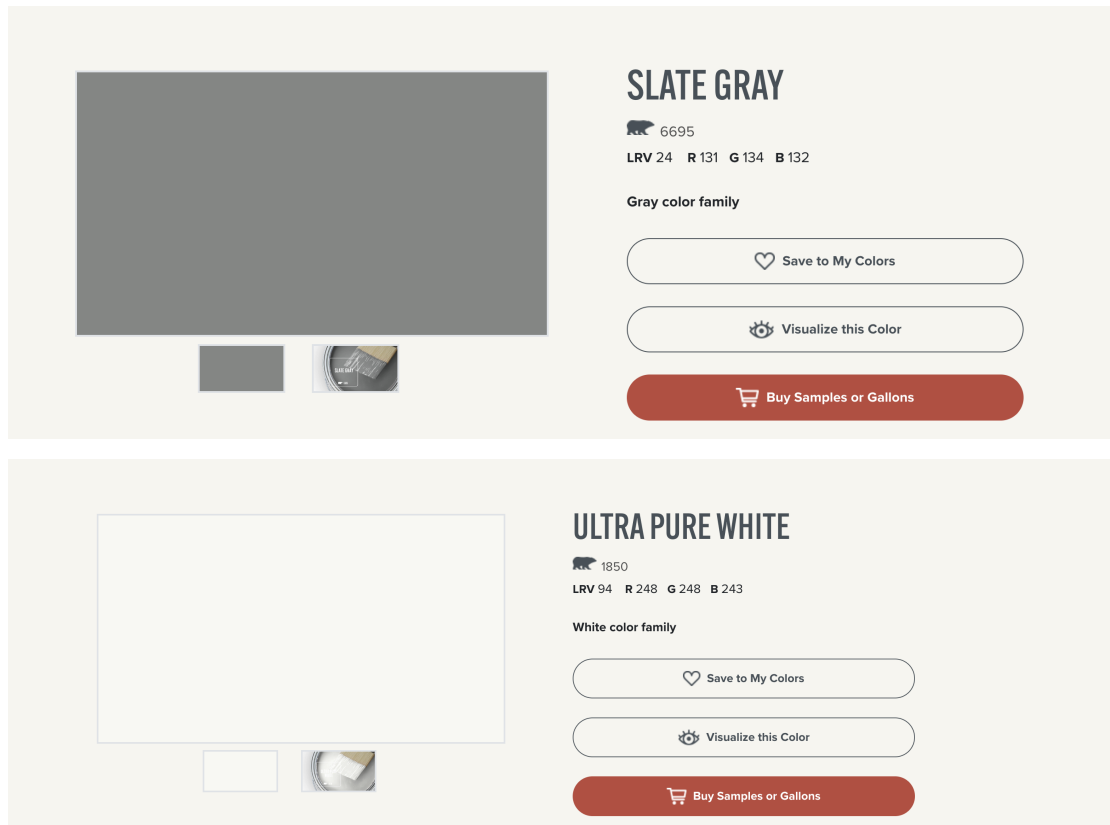 SLATE GRAY
6695
LRV 24 R 131 G 134 B 132
Gray color family
Save to My Colors
Visualize this Color
Buy Samples or Gallons
SLATE GRAY
ULTRA PURE WHITE
1850
LRV 94 R 248 G 248 B 243
White color family
Save to My Colors
Visualize this Color
Buy Samples or Gallons